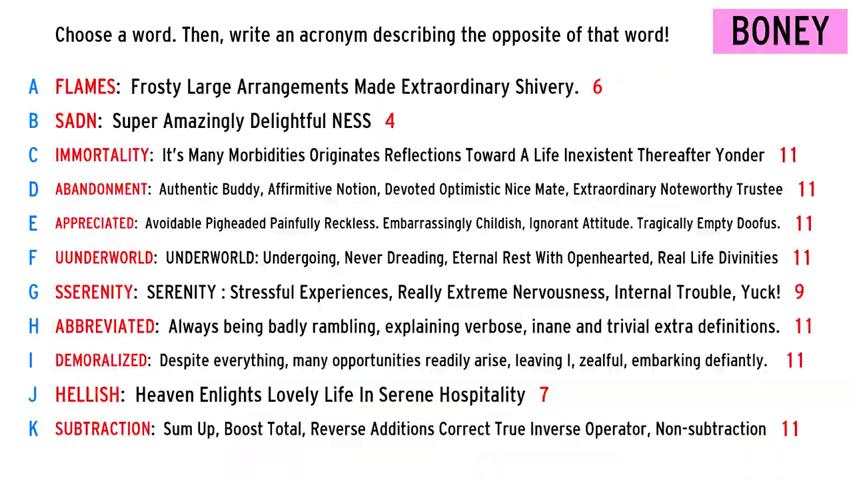 Choose a word. Then, write an acronym describing the opposite of that word!
BONEY
A FLAMES: Frosty Large Arrangements Made Extraordinary Shivery. 6
B SADN: Super Amazingly Delightful NESS 4
C IMMORTALITY: It's Many Morbidities Originates Reflections Toward A Life Inexistent Thereafter Yonder 11
D ABANDONMENT: Authentic Buddy, Affirmitive Notion, Devoted Optimistic Nice Mate, Extraordinary Noteworthy Trustee 11
E APPRECIATED: Avoidable Pigheaded Painfully Reckless. Embarrassingly Childish, Ignorant Attitude. Tragically Empty Doofus. 11
F UUNDERWORLD: UNDERWORLD: Undergoing, Never Dreading, Eternal Rest With Openhearted, Real Life Divinities 11
G SSERENITY: SERENITY : Stressful Experiences, Really Extreme Nervousness, Internal Trouble, Yuck! 9
H ABBREVIATED: Always being badly rambling, explaining verbose, inane and trivial extra definitions. 11
I DEMORALIZED: Despite everything, many opportunities readily arise, leaving I, zealful, embarking defiantly. 11
J HELLISH: Heaven Enlights Lovely Life In Serene Hospitality 7
K SUBTRACTION: Sum Up, Boost Total, Reverse Additions Correct True Inverse Operator, Non-subtraction 11